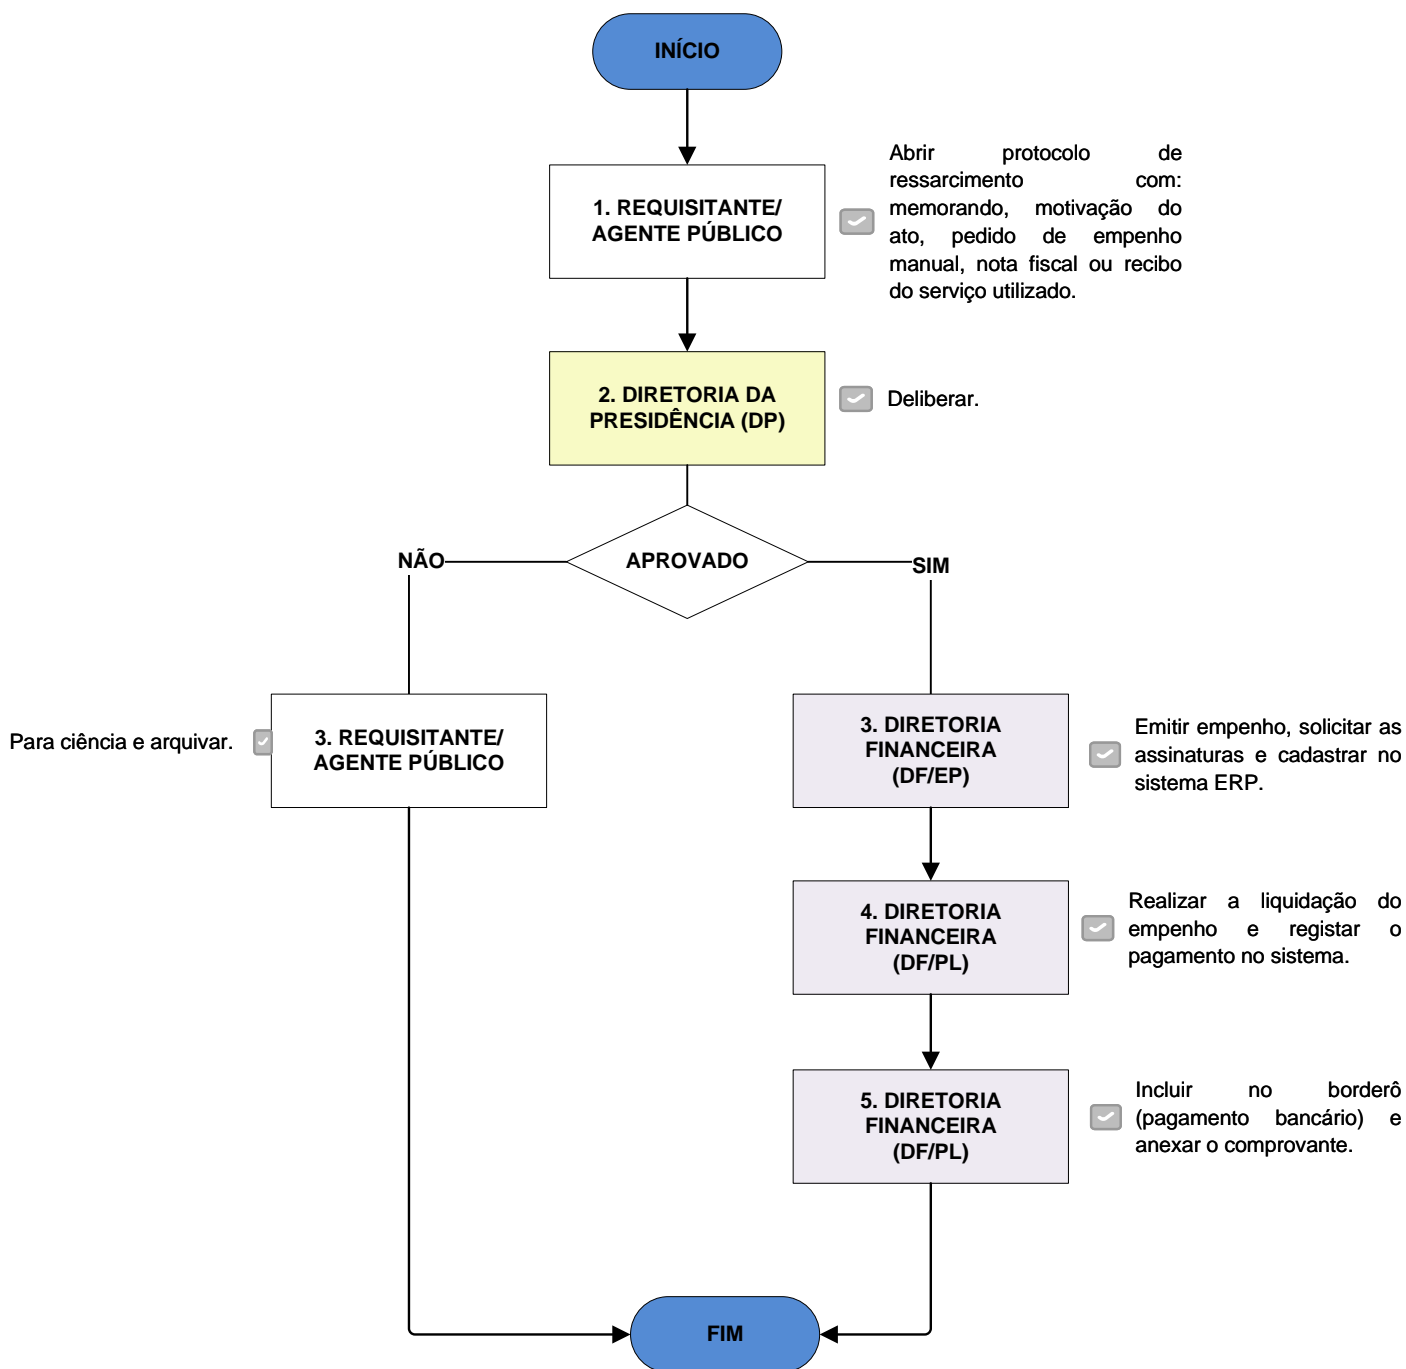 INÍCIO
1. REQUISITANTE/
AGENTE PÚBLICO
Abrir protocolo de
ressarcimento com:
memorando, motivação do
ato, pedido de empenho
manual, nota fiscal ou recibo
do serviço utilizado.
2. DIRETORIA DA
PRESIDÊNCIA (DP)
Deliberar.
APROVADO
NÃO
SIM
Para ciência e arquivar.
3. REQUISITANTE/
AGENTE PÚBLICO
3. DIRETORIA
FINANCEIRA
(DF/EP)
Emitir empenho, solicitar as
assinaturas e cadastrar no
sistema ERP.
4. DIRETORIA
FINANCEIRA
(DF/PL)
Realizar a liquidação do
empenho e registar o
pagamento no sistema.
5. DIRETORIA
FINANCEIRA
(DF/PL)
Incluir no borderô
(pagamento bancário) e
anexar o comprovante.
FIM